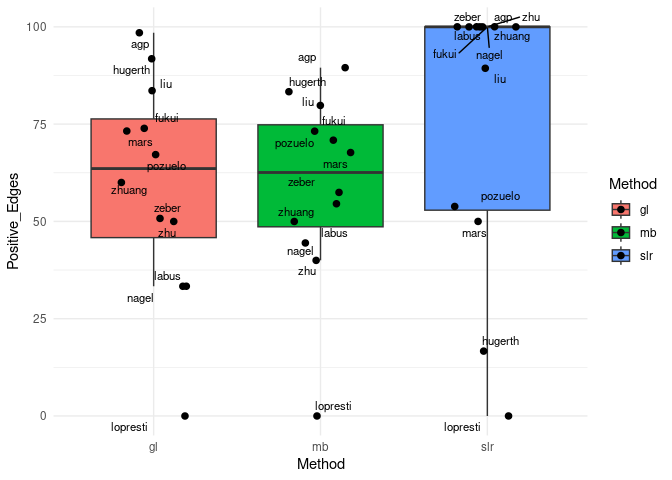 100
75
50
25
0
Positive_Edges
agp
hugerth
liu
fukui
mars
pozuelo
zhuang
zeber
zhu
labus
nagel
lopresti
agp
hugerth
liu
fukui
pozuelo
mars
zeber
zhuang
labus
nagel
zhu
lopresti
zeber agp zhu
labus zhuang
fukui nagel
liu
pozuelo
mars
hugerth
lopresti
gl mb slr
Method
Method
gl
mb
slr